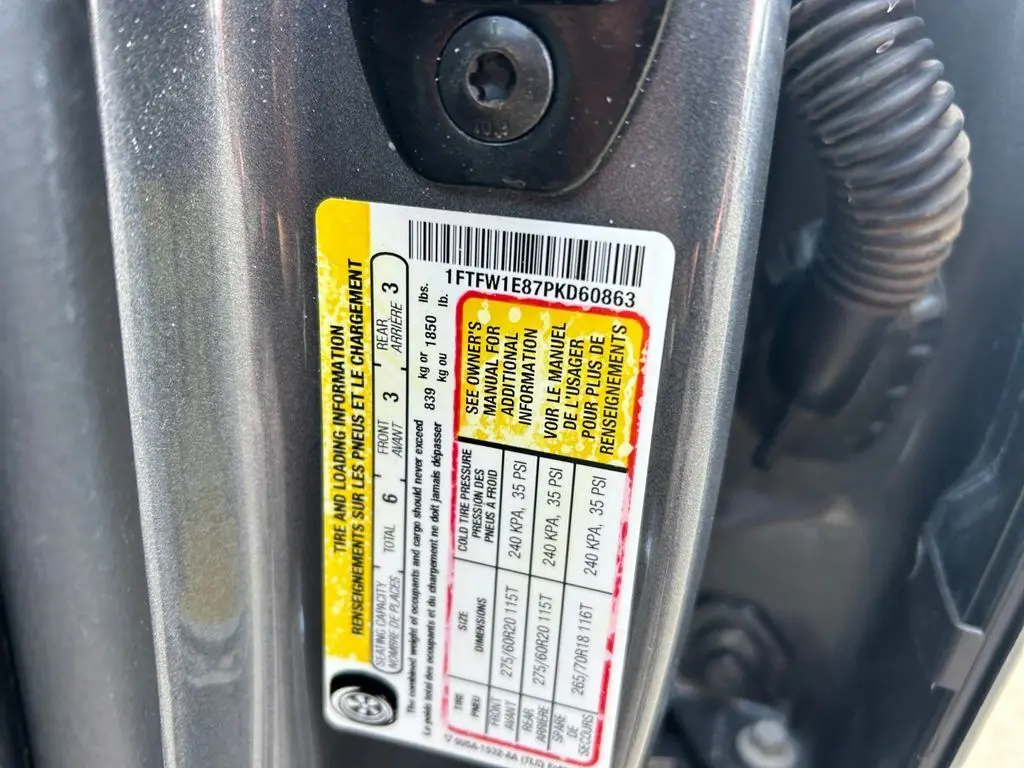 10.9
1FTFW1E87PKD60863
TIRE AND LOADING INFORMATION
RENSEIGNEMENTS SUR LES PNEUS ET LE CHARGEMENT
SEATING CAPACITY TOTAL 6 FRONT 3 REAR 3
NOMBRE DE PLACES AVANT ARRIÈRE
The combined weight of occupants and cargo should never exceed 839 kg or 1850 lbs.
Le poids total des occupants et du chargement ne doit jamais dépasser kg ou lb.
TIRE SIZE COLD TIRE PRESSURE
PNEU DIMENSIONS PRESSION DES
PNEUS À FROID
FRONT 275/60R20 115T 240 KPA, 35 PSI
AVANT
REAR 275/60R20 115T 240 KPA, 35 PSI
ARRIÈRE
SPARE 265/70R18 116T 240 KPA, 35 PSI
DE
SECOURS
SEE OWNER'S
MANUAL FOR
ADDITIONAL
INFORMATION
VOIR LE MANUEL
DE L'USAGER
POUR PLUS DE
RENSEIGNEMENTS